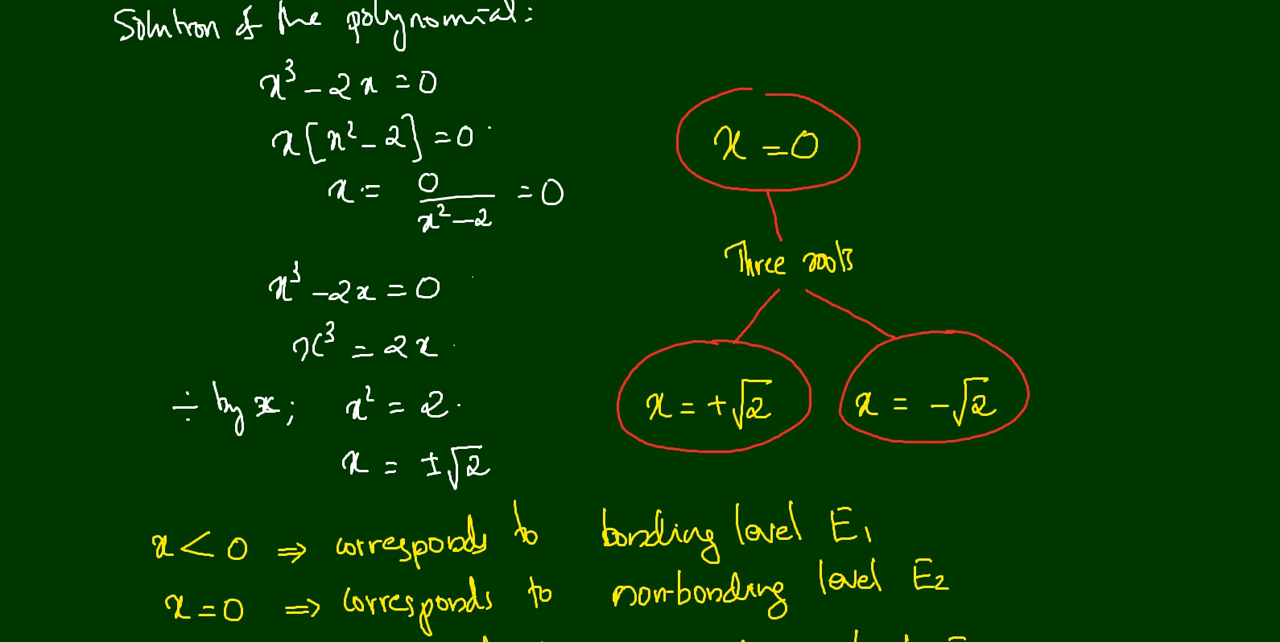 Solution of the polynomial:
x³ - 2x = 0
x[x² - 2] = 0
x = 0/(x² - 2) = 0
x³ - 2x = 0
x³ = 2x
÷ by x; x² = 2
x = ±√2
x = 0
Three roots
x = +√2
x = -√2
x < 0 ⇒ corresponds to bonding level E₁
x = 0 ⇒ corresponds to non-bonding level E₂